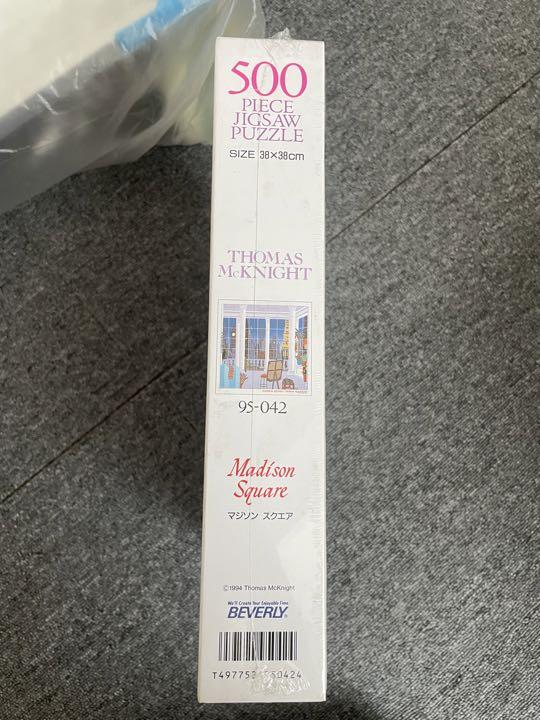 500
PIECE
JIGSAW
PUZZLE
SIZE 38×38cm
THOMAS
McKNIGHT
95-042
Madison
Square
マジソン スクエア
©1994 Thomas McKnight
We'll Create Your Enjoyable Time
BEVERLY